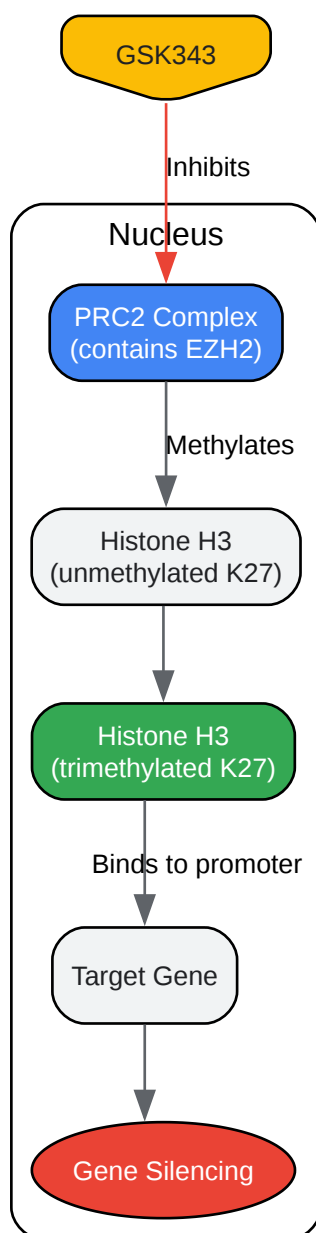 GSK343
Inhibits
Nucleus
PRC2 Complex
(contains EZH2)
Methylates
Histone H3
(unmethylated K27)
Histone H3
(trimethylated K27)
Binds to promoter
Target Gene
Gene Silencing